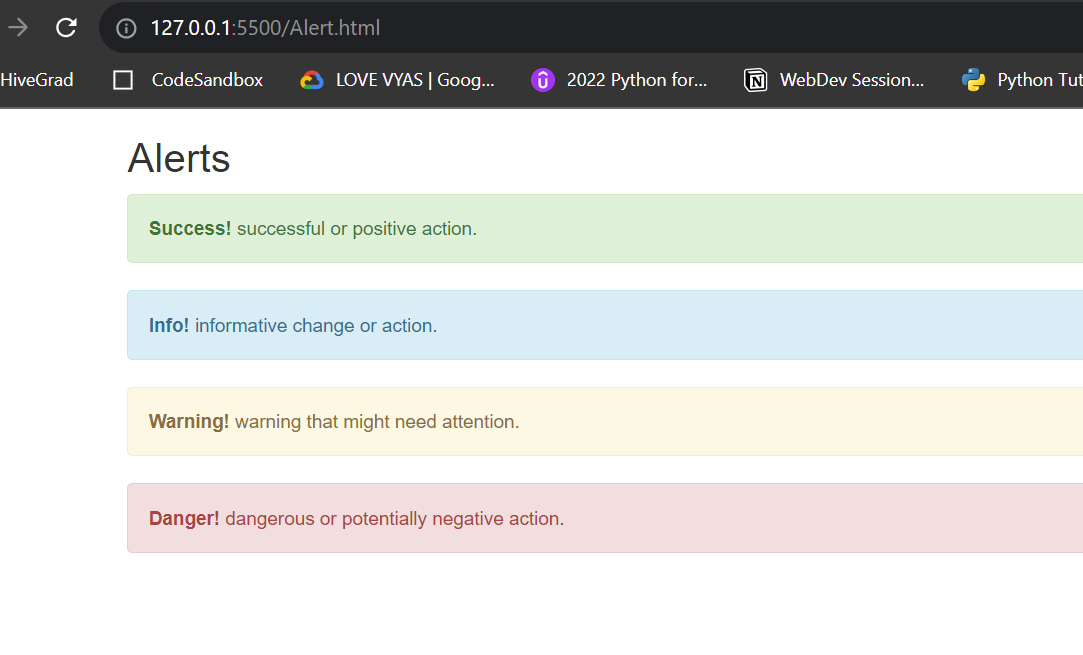 127.0.0.1:5500/Alert.html
HiveGrad CodeSandbox LOVE VYAS | Goog... 2022 Python for... WebDev Session... Python Tut
Alerts
Success! successful or positive action.
Info! informative change or action.
Warning! warning that might need attention.
Danger! dangerous or potentially negative action.